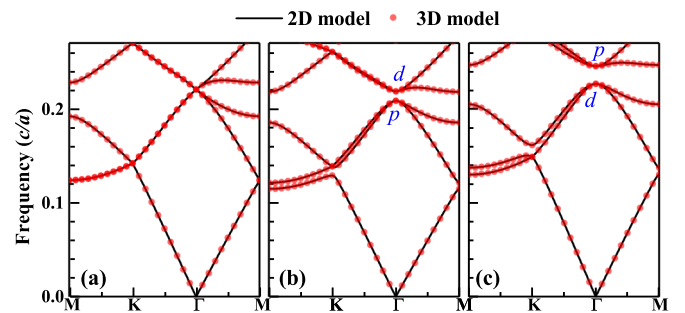 2D model 3D model
Frequency (c/a)
0.2
0.1
0.0
(a)
M K Γ M
d
p
(b)
K Γ M
p
d
(c)
K Γ M